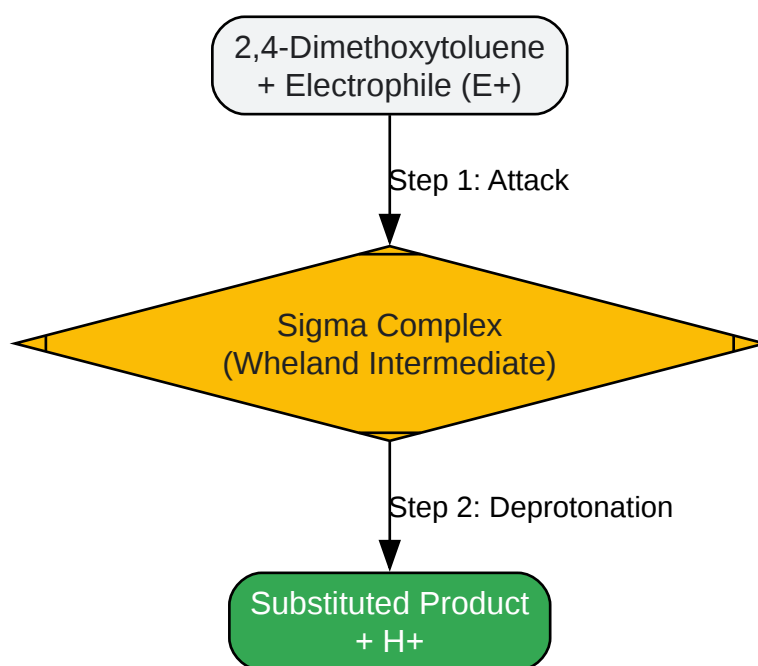 2,4-Dimethoxytoluene
+ Electrophile (E+)
Step 1: Attack
Sigma Complex
(Wheland Intermediate)
Step 2: Deprotonation
Substituted Product
+ H+